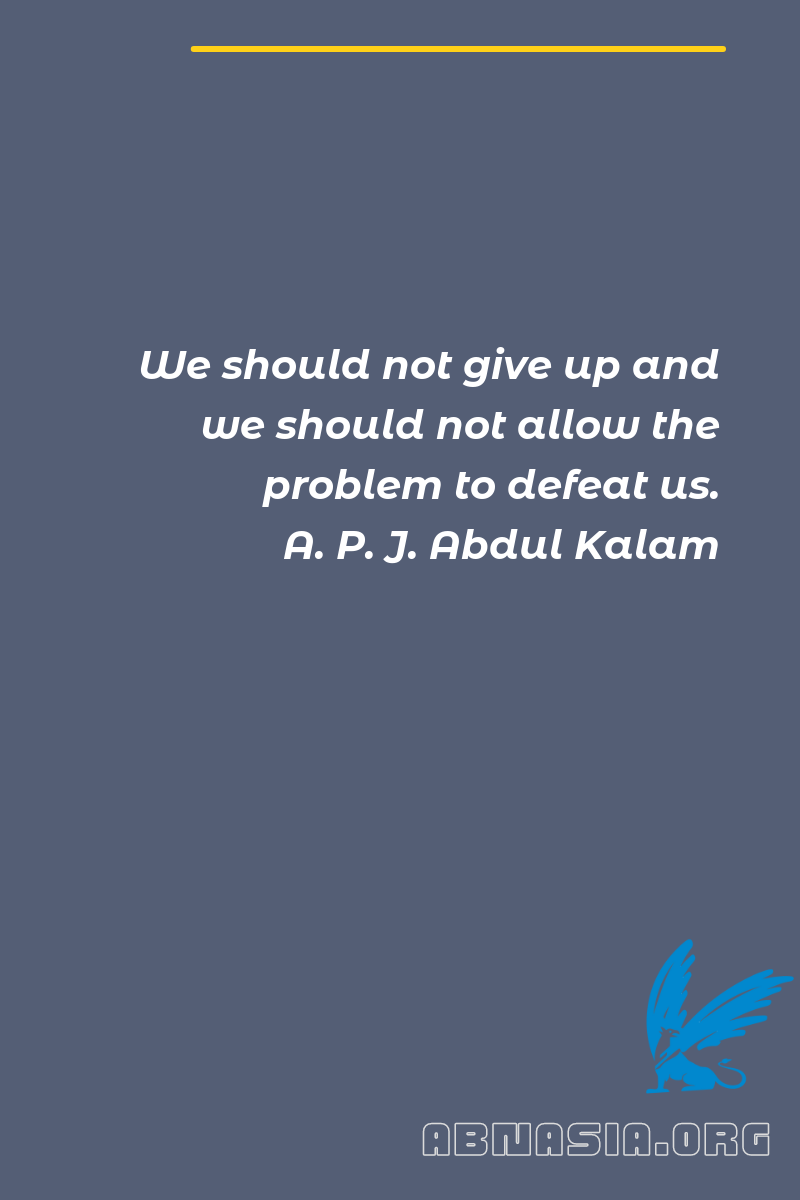 We should not give up and
we should not allow the
problem to defeat us.
A. P. J. Abdul Kalam
ABNASIA.ORG